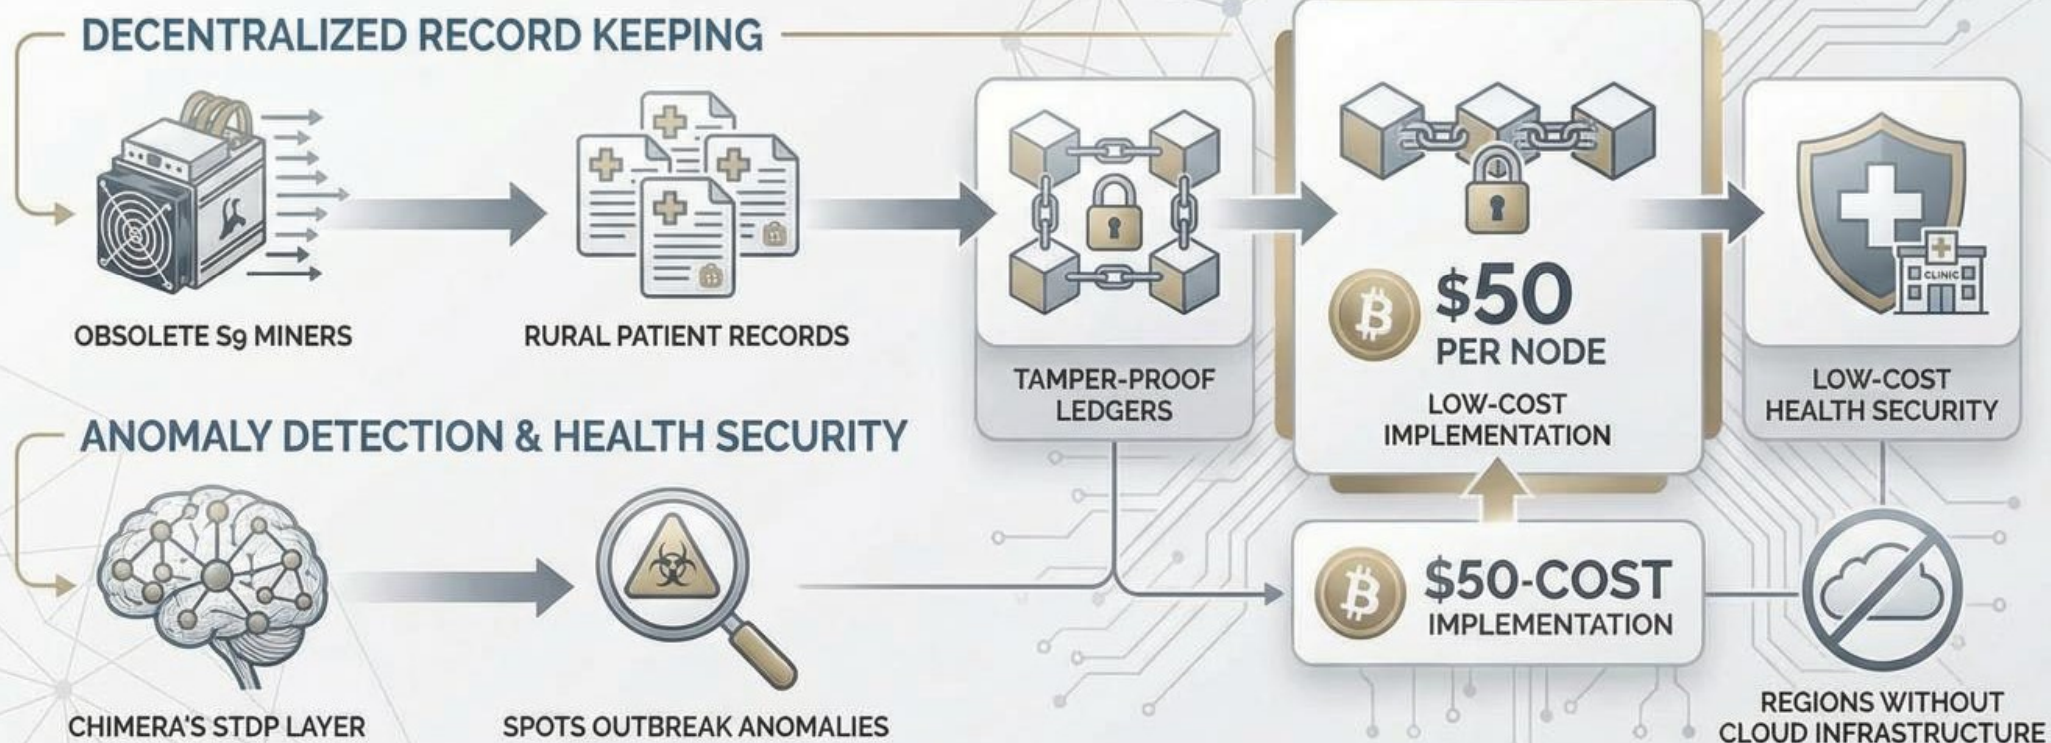 DECENTRALIZED RECORD KEEPING
OBSOLETE S9 MINERS
RURAL PATIENT RECORDS
TAMPER-PROOF
LEDGERS
$50
PER NODE
LOW-COST
IMPLEMENTATION
CLINIC
LOW-COST
HEALTH SECURITY
ANOMALY DETECTION & HEALTH SECURITY
CHIMERA'S STDP LAYER
SPOTS OUTBREAK ANOMALIES
$50-COST
IMPLEMENTATION
REGIONS WITHOUT
CLOUD INFRASTRUCTURE